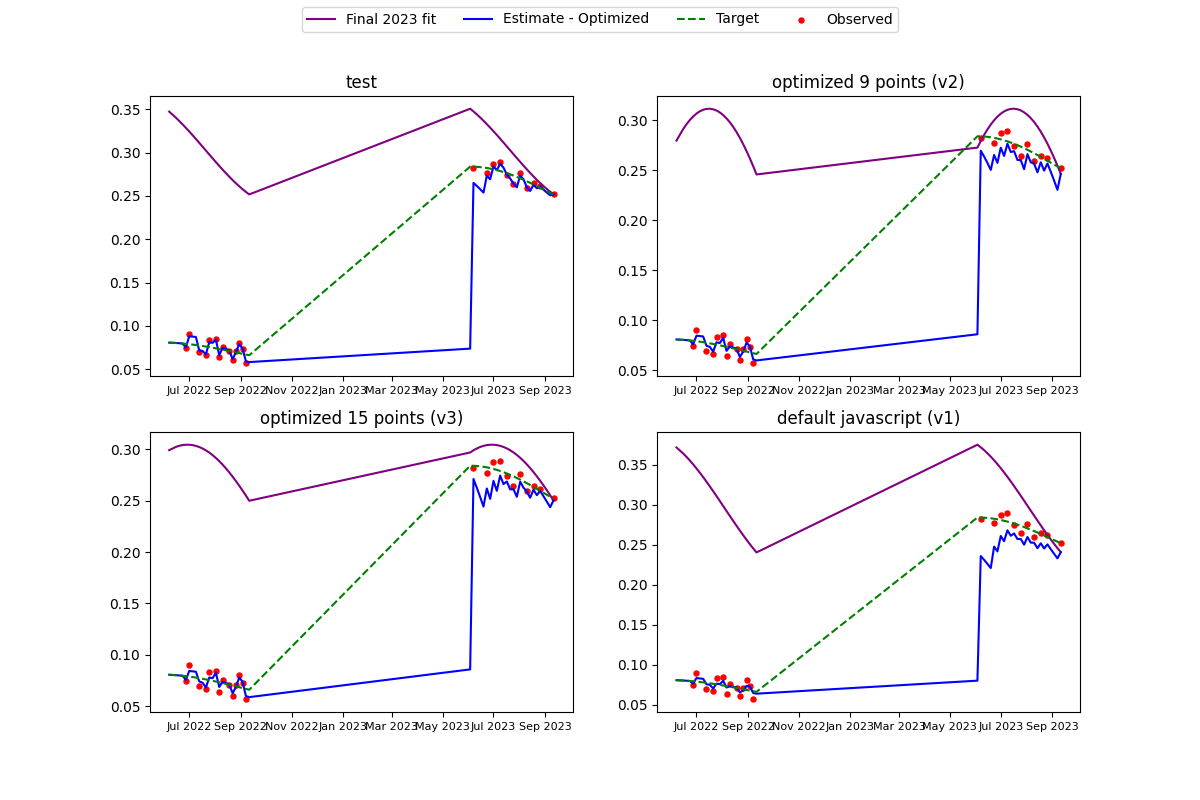 Final 2023 fit Estimate - Optimized Target Observed
test
0.35
0.30
0.25
0.20
0.15
0.10
0.05
Jul 2022 Sep 2022 Nov 2022 Jan 2023 Mar 2023 May 2023 Jul 2023 Sep 2023
optimized 9 points (v2)
0.30
0.25
0.20
0.15
0.10
0.05
Jul 2022 Sep 2022 Nov 2022 Jan 2023 Mar 2023 May 2023 Jul 2023 Sep 2023
optimized 15 points (v3)
0.30
0.25
0.20
0.15
0.10
0.05
Jul 2022 Sep 2022 Nov 2022 Jan 2023 Mar 2023 May 2023 Jul 2023 Sep 2023
default javascript (v1)
0.35
0.30
0.25
0.20
0.15
0.10
0.05
Jul 2022 Sep 2022 Nov 2022 Jan 2023 Mar 2023 May 2023 Jul 2023 Sep 2023